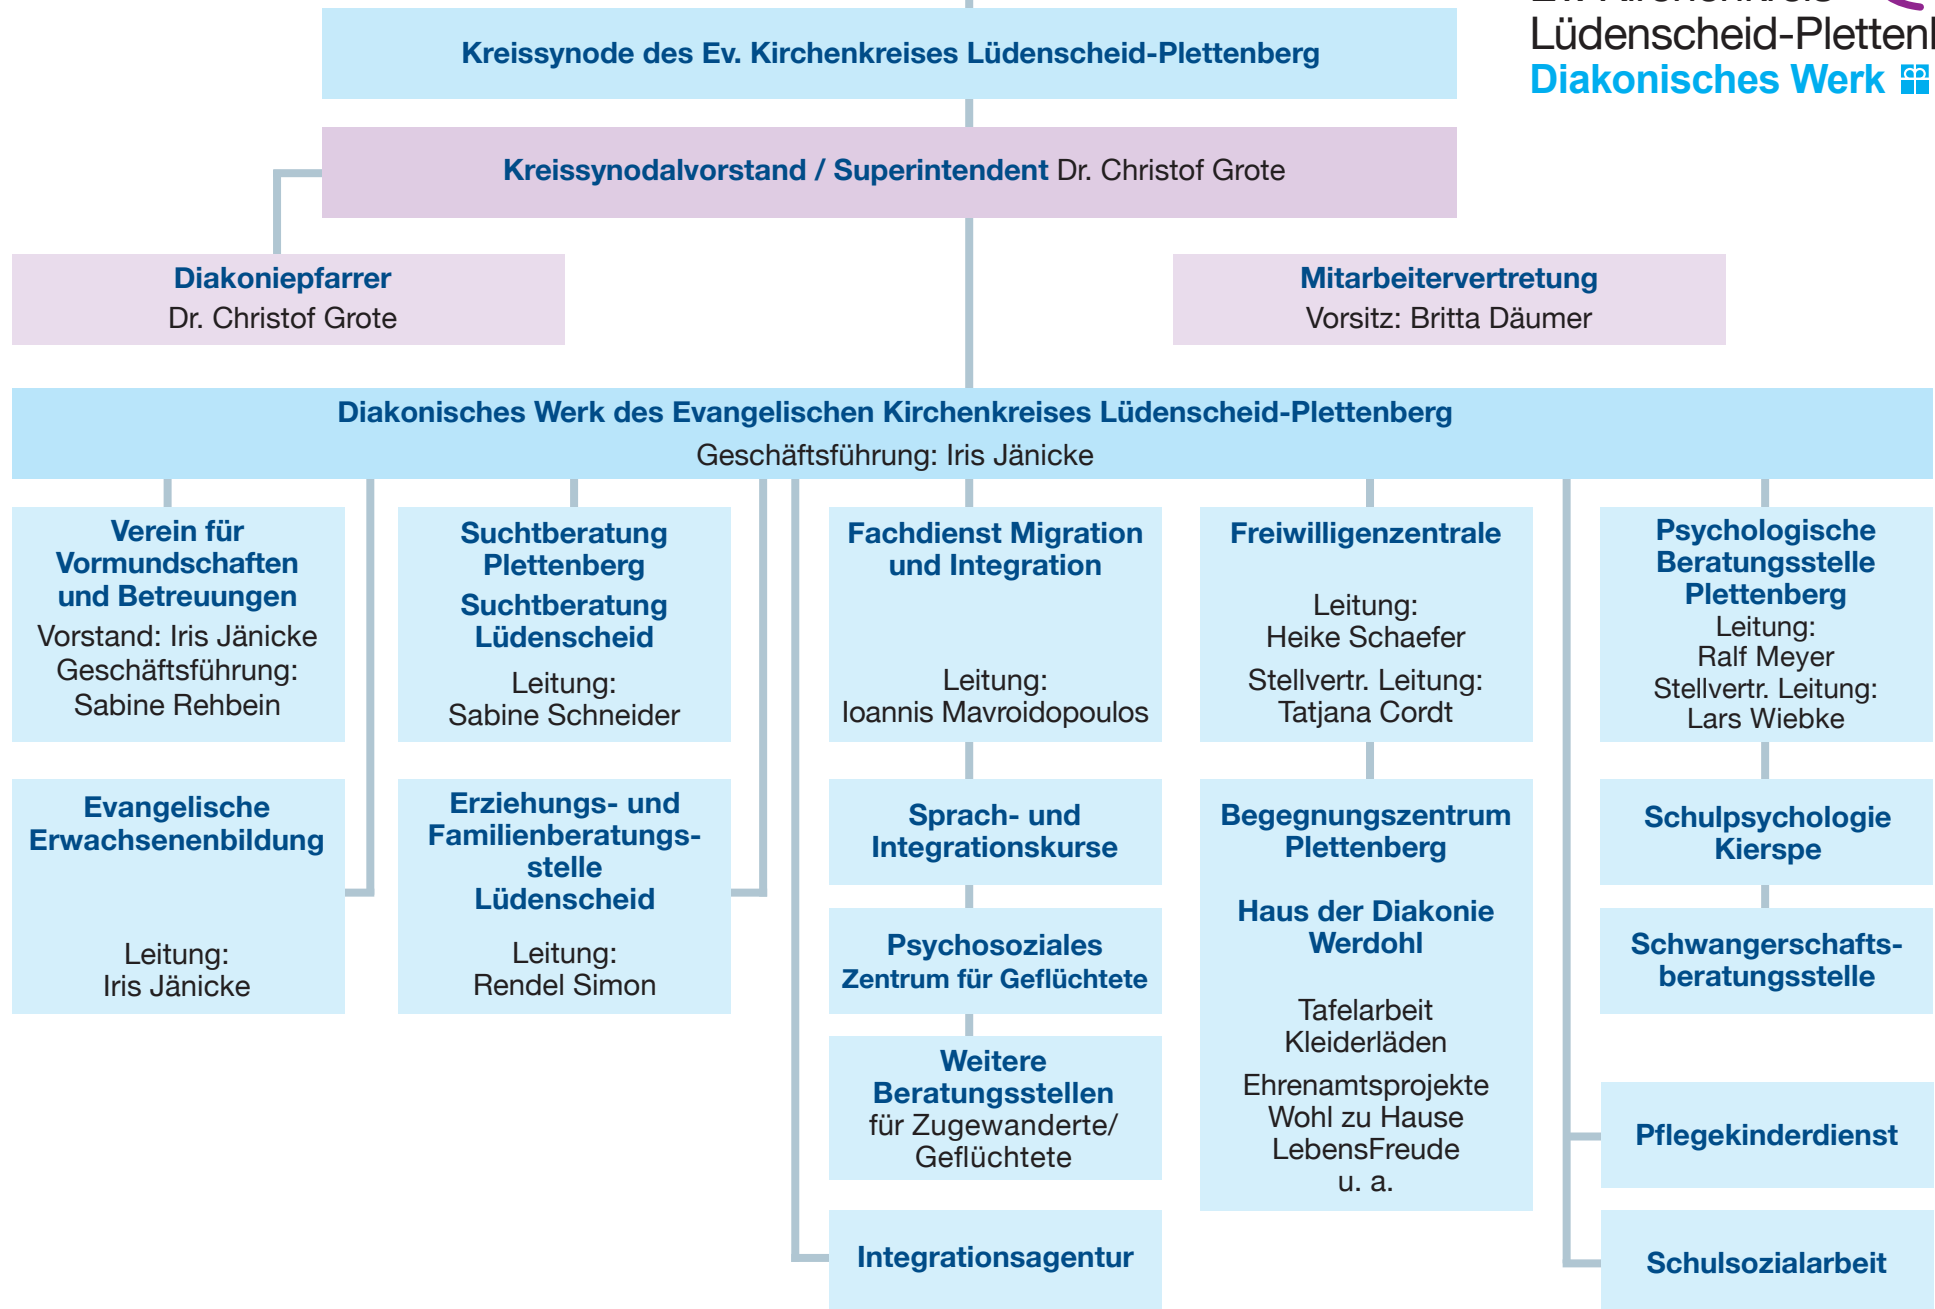 Lüdenscheid-Plettenb
Diakonisches Werk
Kreissynode des Ev. Kirchenkreises Lüdenscheid-Plettenberg
Kreissynodalvorstand / Superintendent Dr. Christof Grote
Diakoniepfarrer
Dr. Christof Grote
Mitarbeitervertretung
Vorsitz: Britta Däumer
Diakonisches Werk des Evangelischen Kirchenkreises Lüdenscheid-Plettenberg
Geschäftsführung: Iris Jänicke
Verein für
Vormundschaften
und Betreuungen
Vorstand: Iris Jänicke
Geschäftsführung:
Sabine Rehbein
Suchtberatung
Plettenberg
Suchtberatung
Lüdenscheid
Leitung:
Sabine Schneider
Fachdienst Migration
und Integration
Leitung:
Ioannis Mavroidopoulos
Freiwilligenzentrale
Leitung:
Heike Schaefer
Stellvertr. Leitung:
Tatjana Cordt
Psychologische
Beratungsstelle
Plettenberg
Leitung:
Ralf Meyer
Stellvertr. Leitung:
Lars Wiebke
Evangelische
Erwachsenenbildung
Leitung:
Iris Jänicke
Erziehungs- und
Familienberatungs-
stelle
Lüdenscheid
Leitung:
Rendel Simon
Sprach- und
Integrationskurse
Psychosoziales
Zentrum für Geflüchtete
Weitere
Beratungsstellen
für Zugewanderte/
Geflüchtete
Integrationsagentur
Begegnungszentrum
Plettenberg
Haus der Diakonie
Werdohl
Tafelarbeit
Kleiderläden
Ehrenamtsprojekte
Wohl zu Hause
LebensFreude
u. a.
Schulpsychologie
Kierspe
Schwangerschafts-
beratungsstelle
Pflegekinderdienst
Schulsozialarbeit